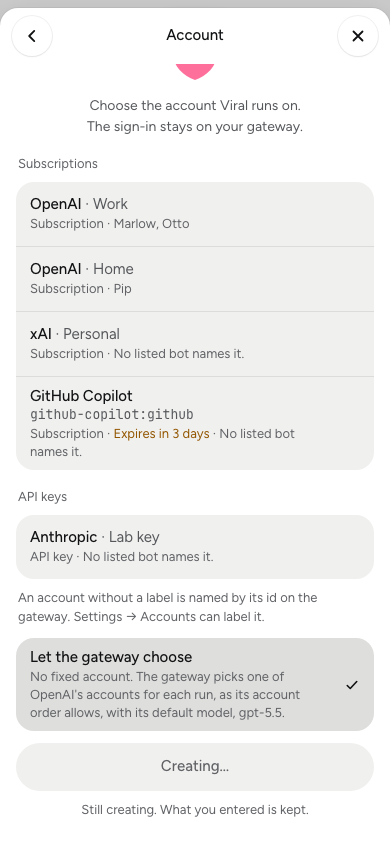 Account
Choose the account Viral runs on.
The sign-in stays on your gateway.
Subscriptions
OpenAI · Work
Subscription · Marlow, Otto
OpenAI · Home
Subscription · Pip
xAI · Personal
Subscription · No listed bot names it.
GitHub Copilot
github-copilot:github
Subscription · Expires in 3 days · No listed bot
names it.
API keys
Anthropic · Lab key
API key · No listed bot names it.
An account without a label is named by its id on the
gateway. Settings → Accounts can label it.
Let the gateway choose
No fixed account. The gateway picks one of
OpenAI's accounts for each run, as its account
order allows, with its default model, gpt-5.5.
Creating…
Still creating. What you entered is kept.